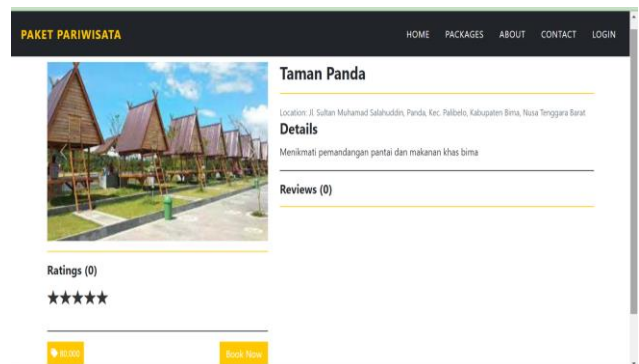 PAKET PARIWISATA
HOME PACKAGES ABOUT CONTACT LOGIN
Taman Panda
Location: Jl. Sultan Muhamad Salahuddin, Panda, Kec. Palibelo, Kabupaten Bima, Nusa Tenggara Barat
Details
Menikmati pemandangan pantai dan makanan khas bima
Reviews (0)
Ratings (0)
80,000
Book Now